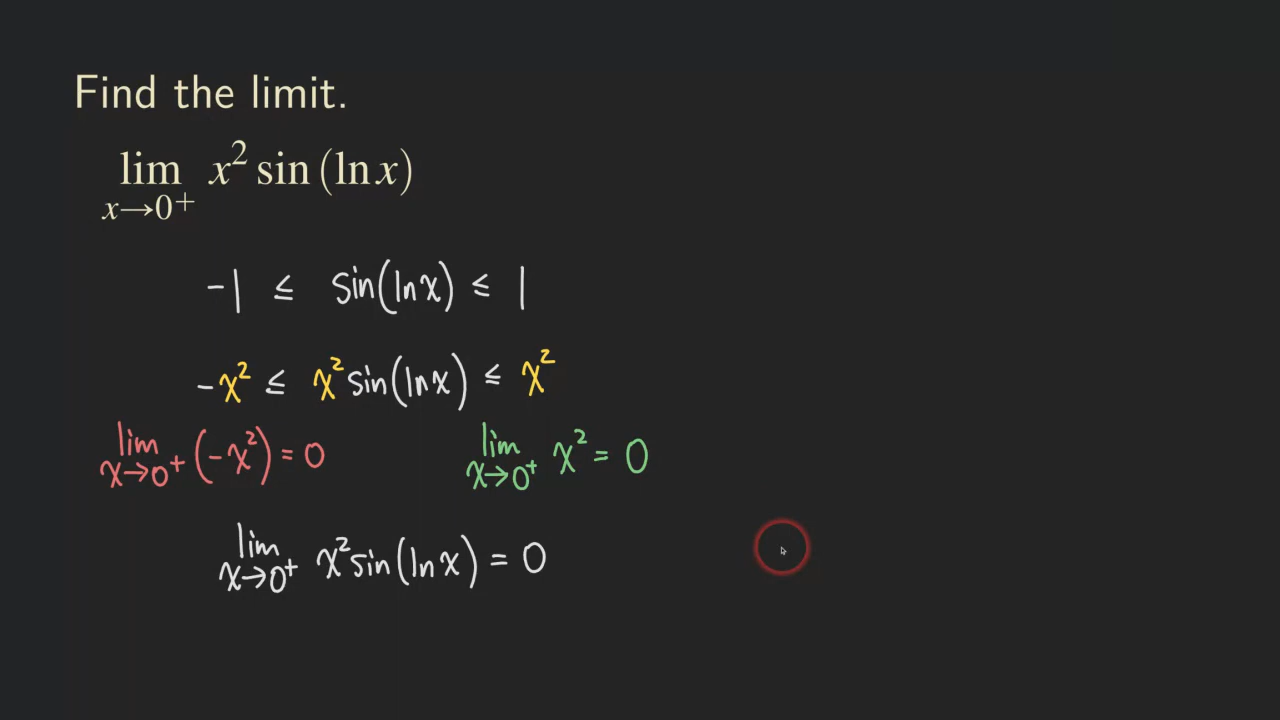 Find the limit.
lim x→0⁺ x² sin (ln x)
-1 ≤ sin(ln x) ≤ 1
-x² ≤ x² sin(ln x) ≤ x²
lim x→0⁺ (-x²) = 0 lim x→0⁺ x² = 0
lim x→0⁺ x² sin(ln x) = 0